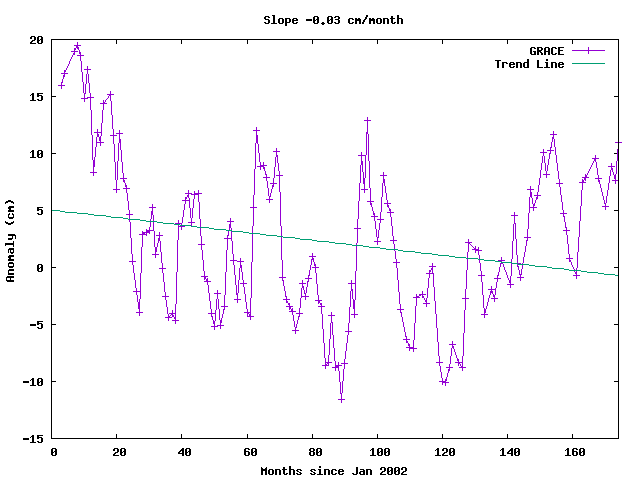 Slope -0.03 cm/month
GRACE
Trend Line
20
15
10
5
0
-5
-10
-15
Anomaly (cm)
0 20 40 60 80 100 120 140 160
Months since Jan 2002